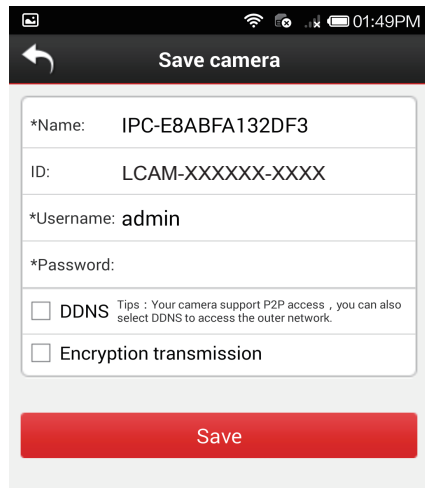 01:49PM
Save camera
*Name: IPC-E8ABFA132DF3
ID: LCAM-XXXXXX-XXXX
*Username: admin
*Password:
DDNS Tips : Your camera support P2P access , you can also
select DDNS to access the outer network.
Encryption transmission
Save